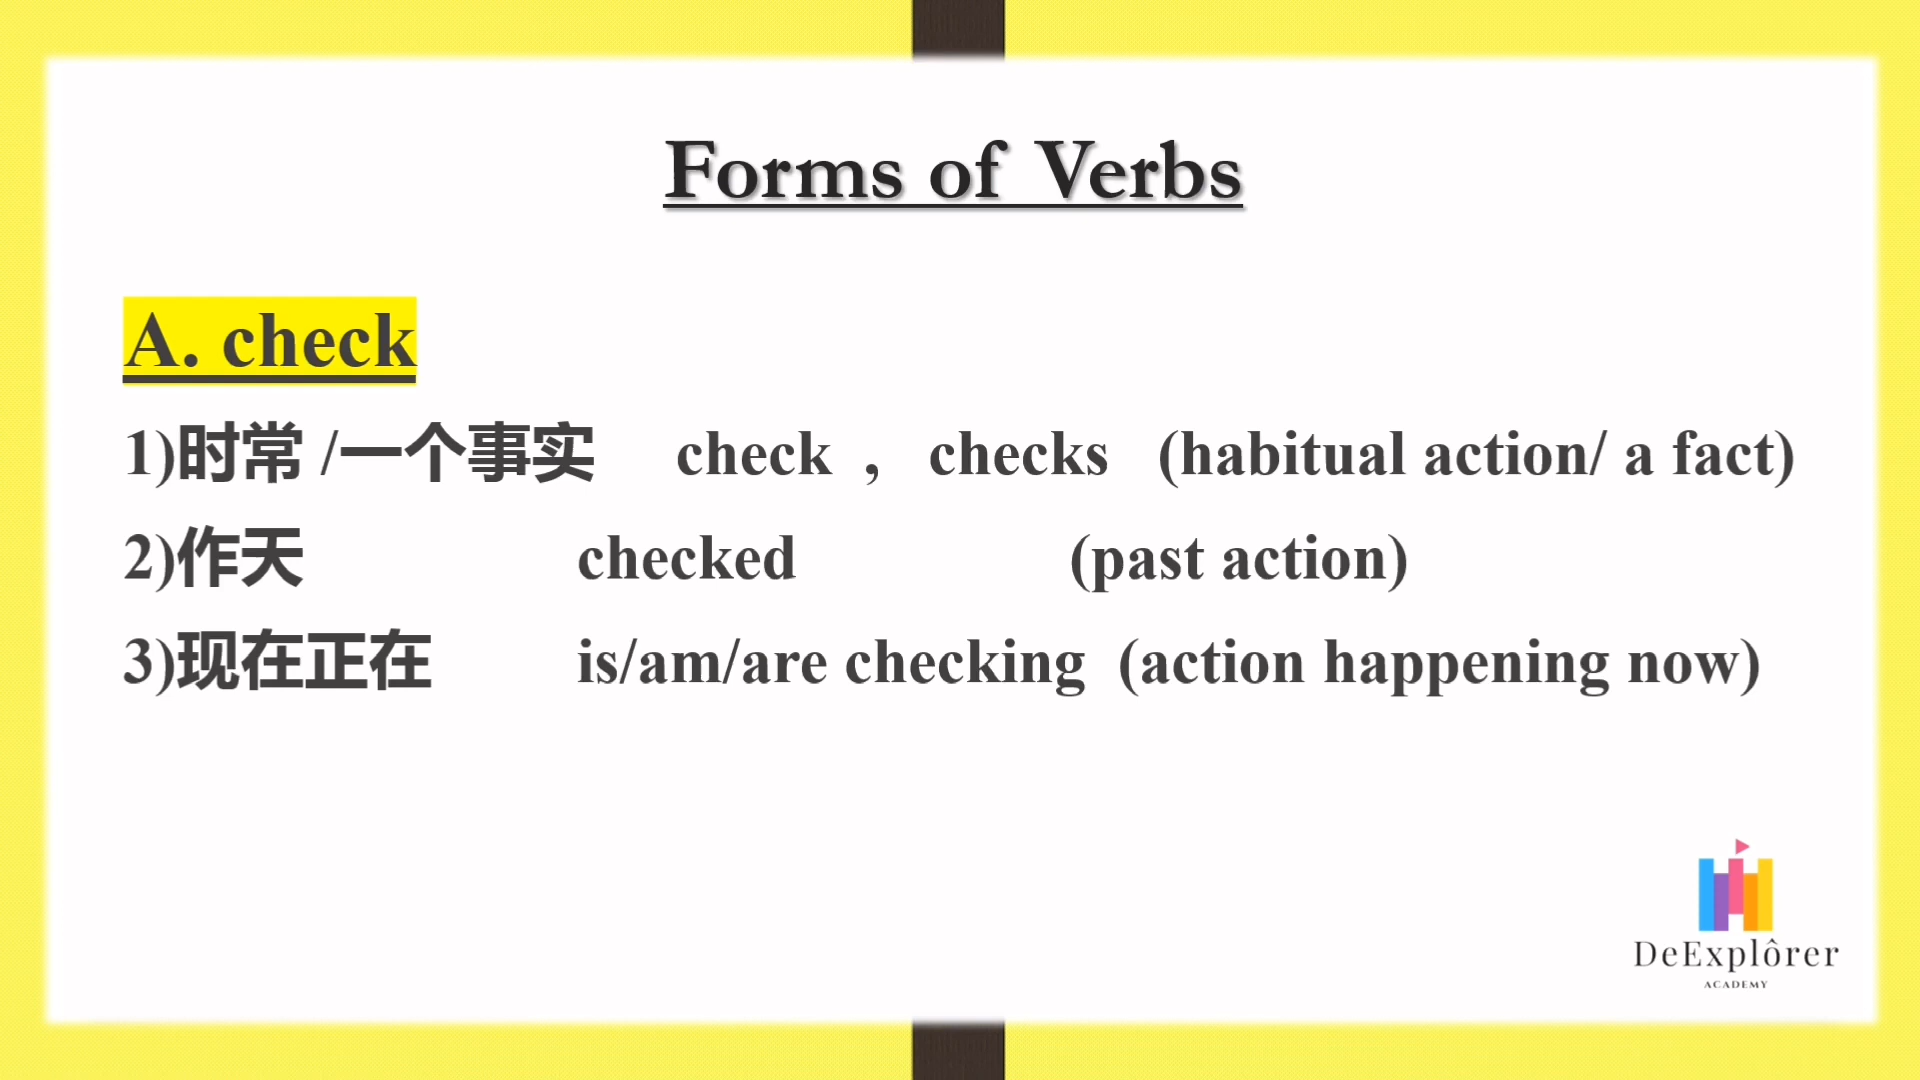 Forms of Verbs
A. check
1)时常 /一个事实 check , checks (habitual action/ a fact)
2)作天 checked (past action)
3)现在正在 is/am/are checking (action happening now)
DeExplôrer
ACADEMY